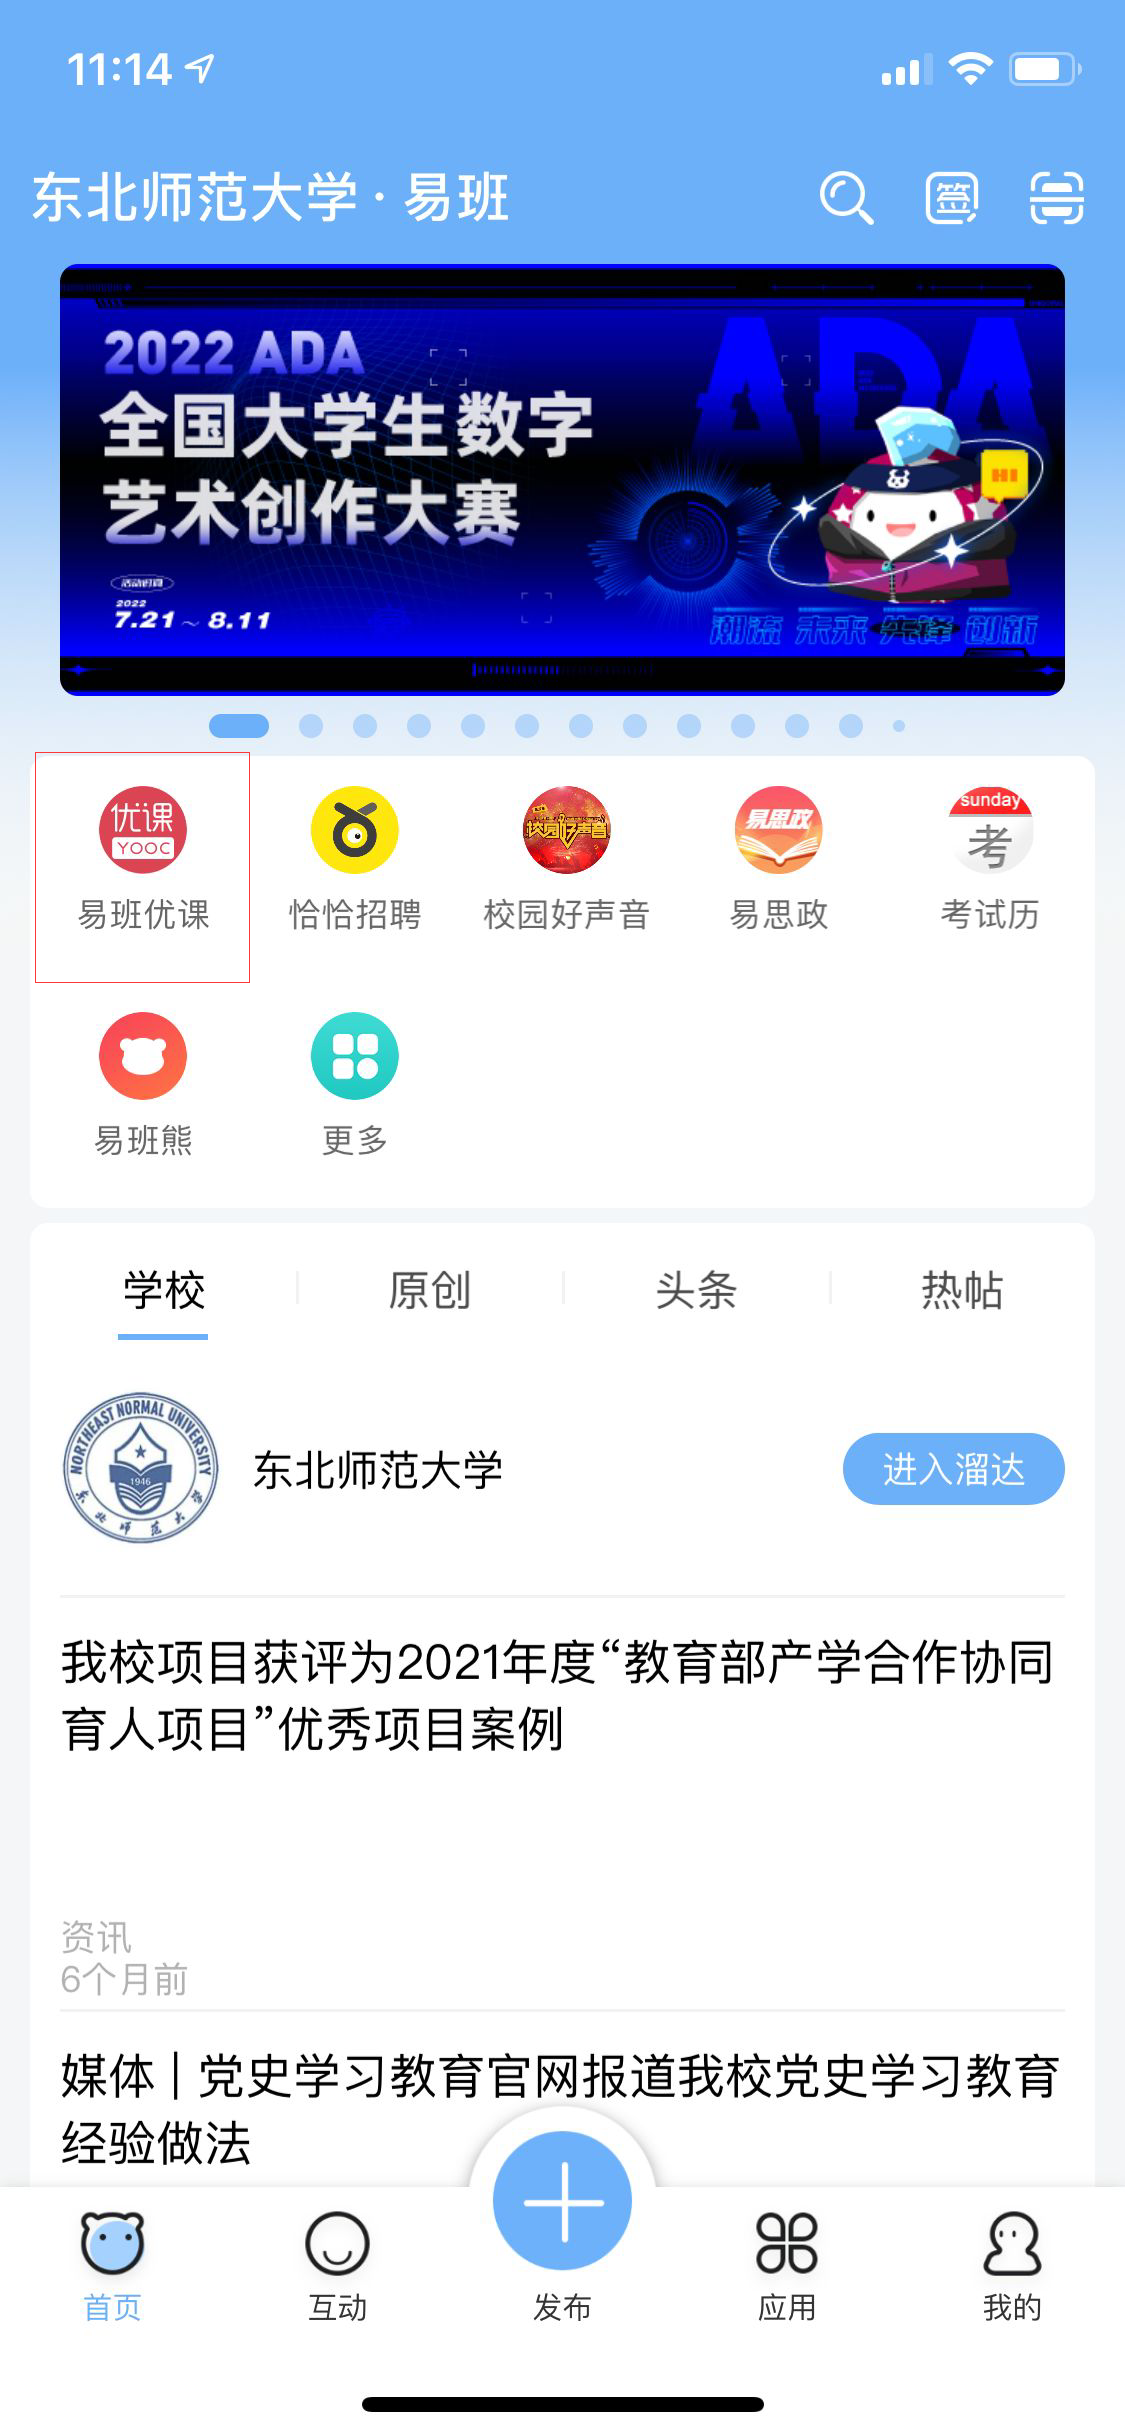 11:14
东北师范大学 · 易班
签
2022 ADA
ADA
全国大学生数字
艺术创作大赛
HI
活动时间
2022
7.21 ~ 8.11
潮流 未来 先锋 创新
优课
YOOC
校园好声音
易思政
sunday
考
易班优课
恰恰招聘
校园好声音
易思政
考试历
易班熊
更多
学校
原创
头条
热帖
NORTHEAST NORMAL UNIVERSITY
1946
东北师范大学
东北师范大学
进入溜达
我校项目获评为2021年度“教育部产学合作协同
育人项目”优秀项目案例
资讯
6个月前
媒体 | 党史学习教育官网报道我校党史学习教育
经验做法
首页
互动
发布
应用
我的